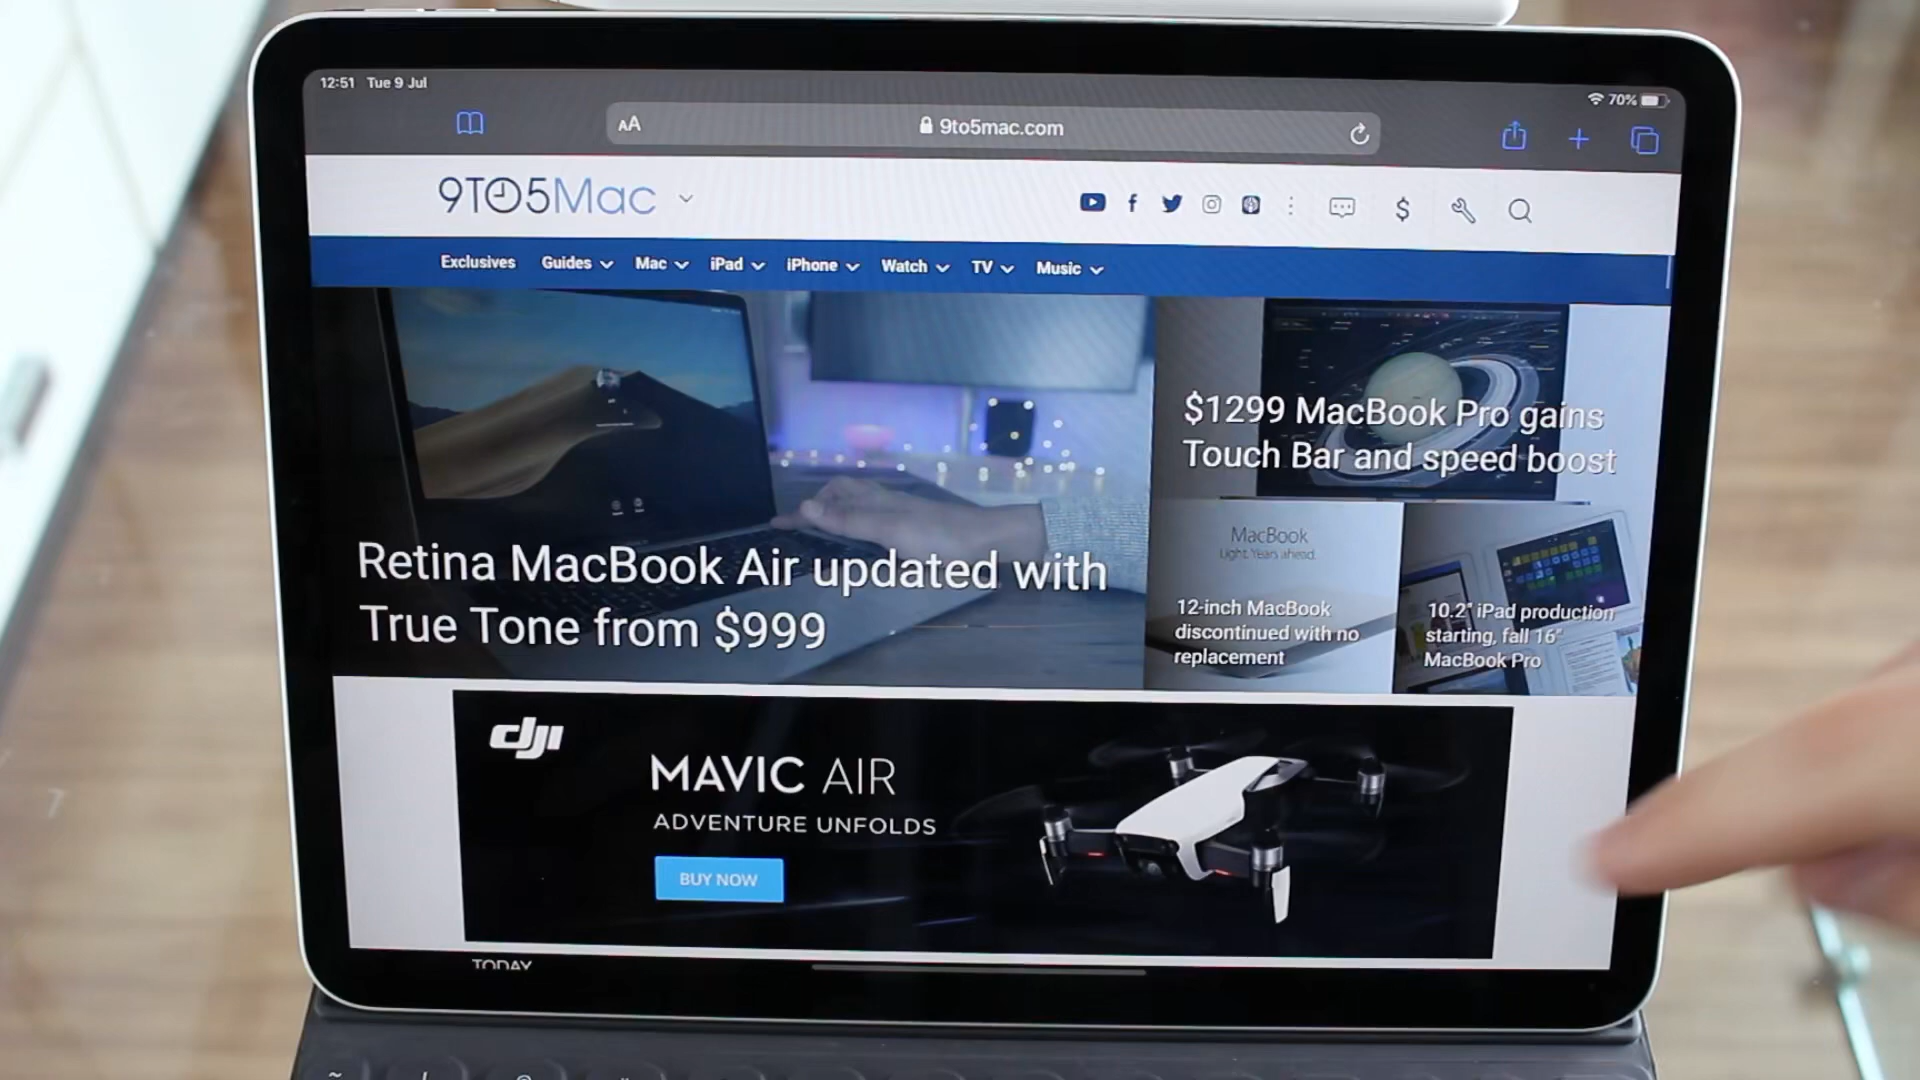 12:51 Tue 9 Jul
70%
AA
9to5mac.com
9TO5Mac
$
Exclusives Guides Mac iPad iPhone Watch TV Music
$1299 MacBook Pro gains
Touch Bar and speed boost
Retina MacBook Air updated with
True Tone from $999
MacBook
Light. Years ahead.
12-inch MacBook
discontinued with no
replacement
10.2" iPad production
starting, fall 16"
MacBook Pro
dji
MAVIC AIR
ADVENTURE UNFOLDS
BUY NOW
TODAY